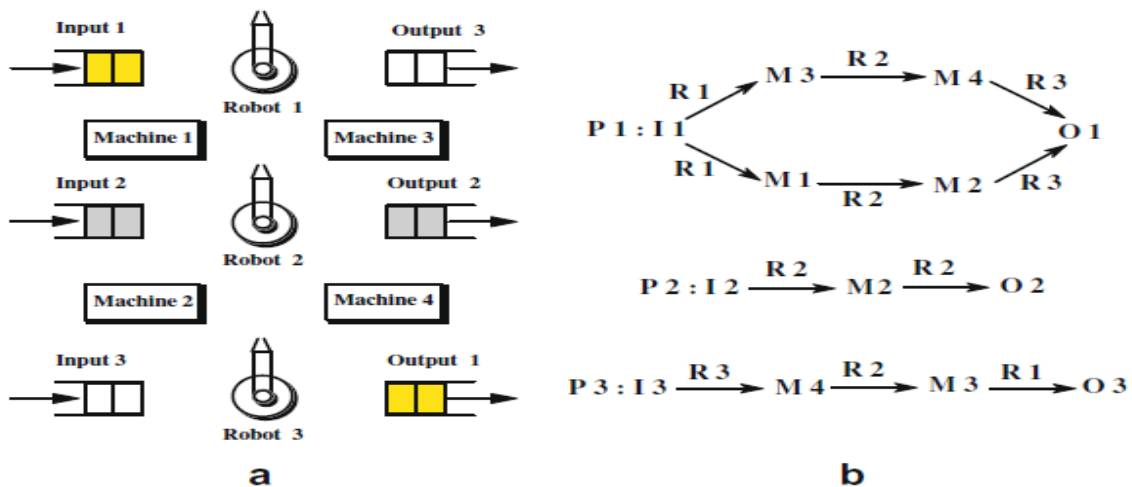 Input 1
Output 3
Robot 1
Machine 1
Machine 3
Input 2
Output 2
Robot 2
Machine 2
Machine 4
Input 3
Output 1
Robot 3
a
R 1
M 3
R 2
M 4
R 3
P 1 : I 1
O 1
R 1
M 1
R 2
M 2
R 3
P 2 : I 2
R 2
M 2
R 2
O 2
P 3 : I 3
R 3
M 4
R 2
M 3
R 1
O 3
b